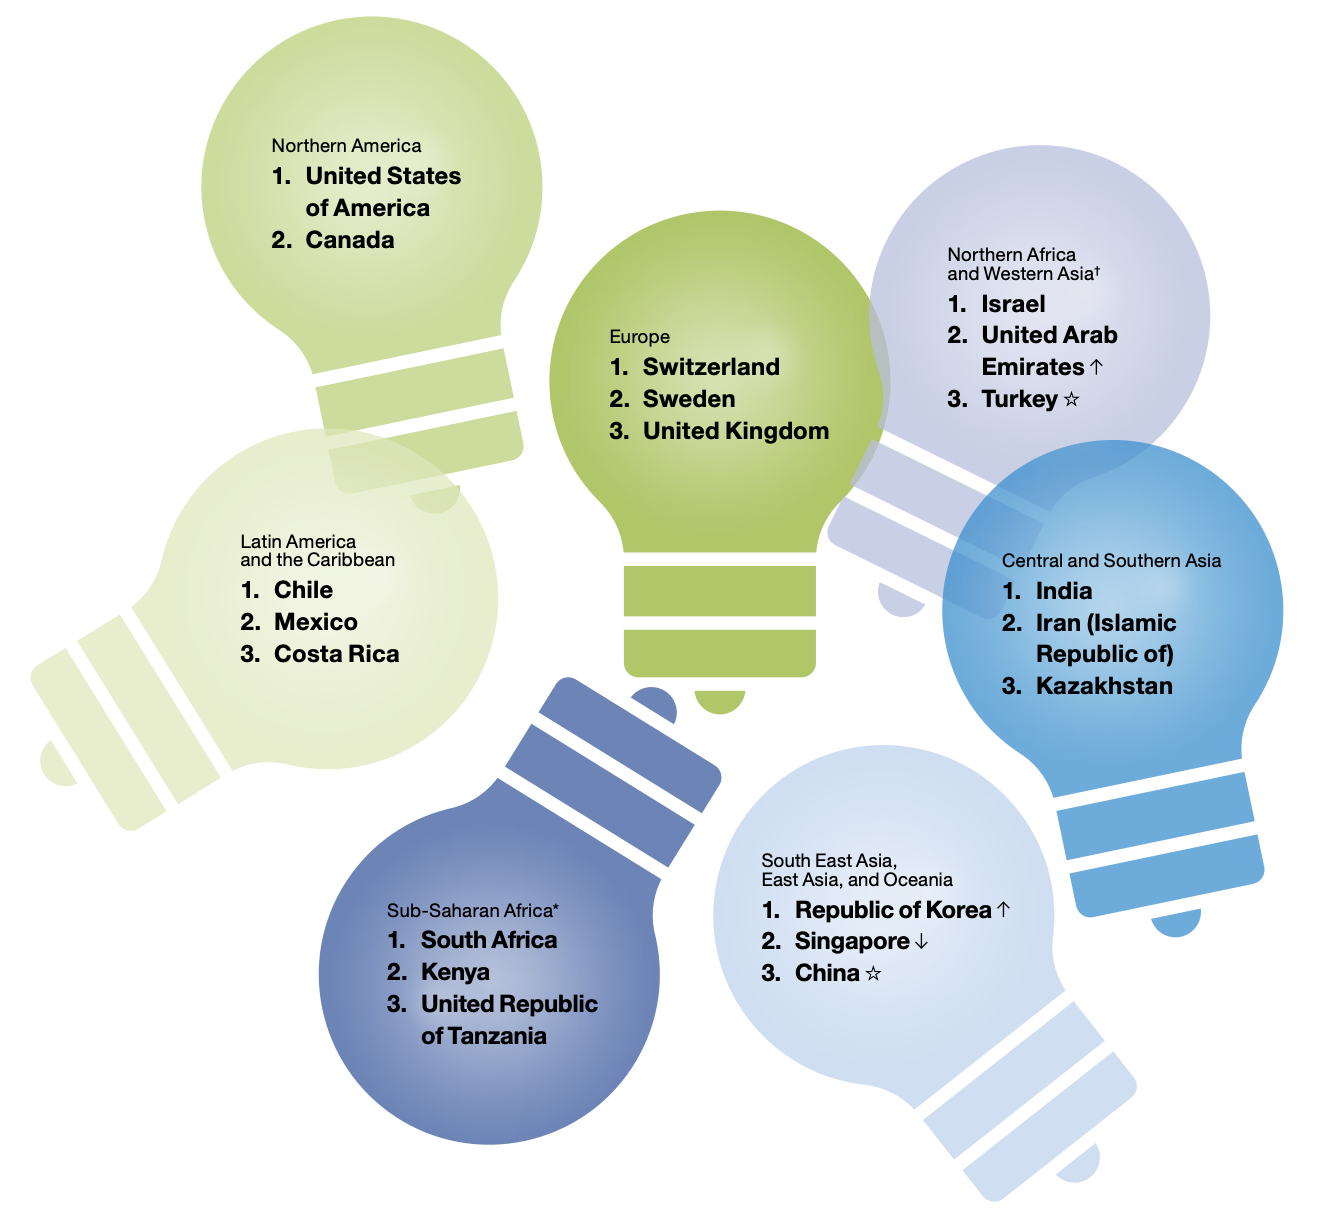 Northern America
1. United States
of America
2. Canada
Northern Africa
and Western Asia†
1. Israel
2. United Arab
Emirates ↑
3. Turkey ☆
Europe
1. Switzerland
2. Sweden
3. United Kingdom
Latin America
and the Caribbean
1. Chile
2. Mexico
3. Costa Rica
Central and Southern Asia
1. India
2. Iran (Islamic
Republic of)
3. Kazakhstan
Sub-Saharan Africa*
1. South Africa
2. Kenya
3. United Republic
of Tanzania
South East Asia,
East Asia, and Oceania
1. Republic of Korea ↑
2. Singapore ↓
3. China ☆